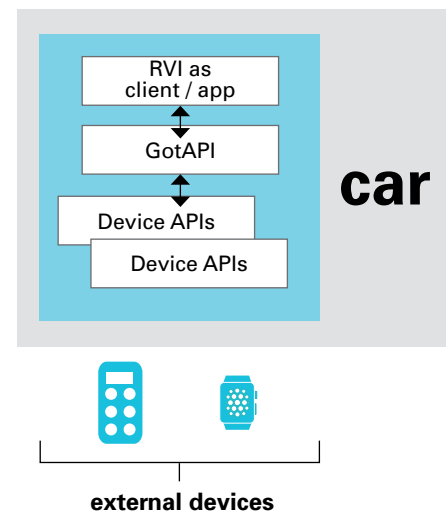 RVI as
client / app
GotAPI
car
Device APIs
Device APIs
external devices